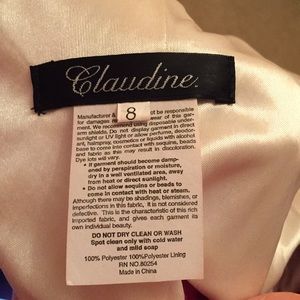 Claudine.
8
Manufacturer & not be responsible
for damages of this gar-
ment. We recommend using disposable under-
arm shields. Do not display garment in direct
sunlight or UV light or allow perfume, deodor-
ant, hairspray, cosmetics or liquids with alcohol
base to come into contact with sequins, beads
and fabric as this may result in discoloration.
Dye lots will vary.
• If garment should become damp-
ened by perspiration or moisture,
dry in a well ventilated area, away
from heat or direct sunlight.
• Do not allow sequins or beads to
come in contact with heat or steam.
Although there may be shadings, blemishes, or
imperfections in this fabric, it is not considered
defective. This is the characteristic of this rich
imported fabric, and gives each garment its
own individual beauty.
DO NOT DRY CLEAN OR WASH
Spot clean only with cold water
and mild soap
100% Polyester 100%Polyester Lining
RN NO.80254
Made in China